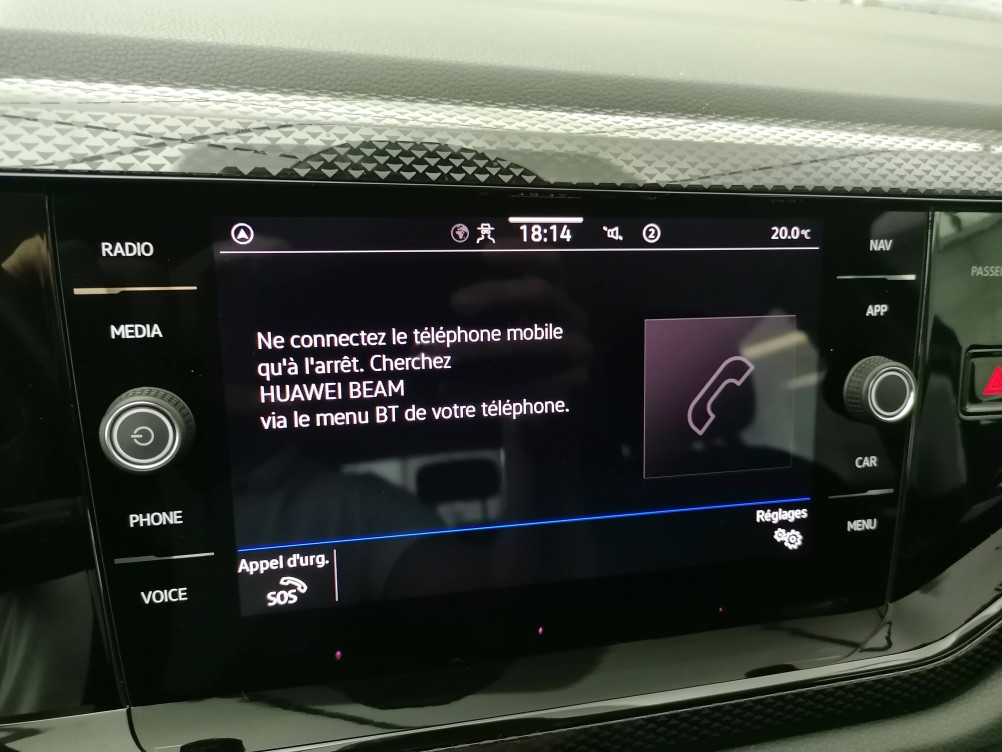 RADIO
MEDIA
PHONE
VOICE
18:14
2
20.0°C
Ne connectez le téléphone mobile
qu'à l'arrêt. Cherchez
HUAWEI BEAM
via le menu BT de votre téléphone.
Appel d'urg.
SOS
Réglages
NAV
APP
CAR
MENU